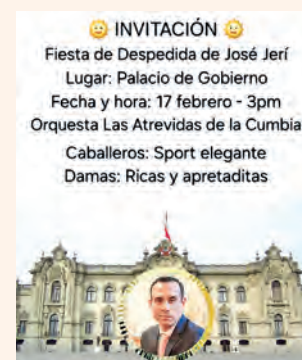 🌞 INVITACIÓN 🌞
Fiesta de Despedida de José Jerí
Lugar: Palacio de Gobierno
Fecha y hora: 17 febrero - 3pm
Orquesta Las Atrevidas de la Cumbia
Caballeros: Sport elegante
Damas: Ricas y apretaditas